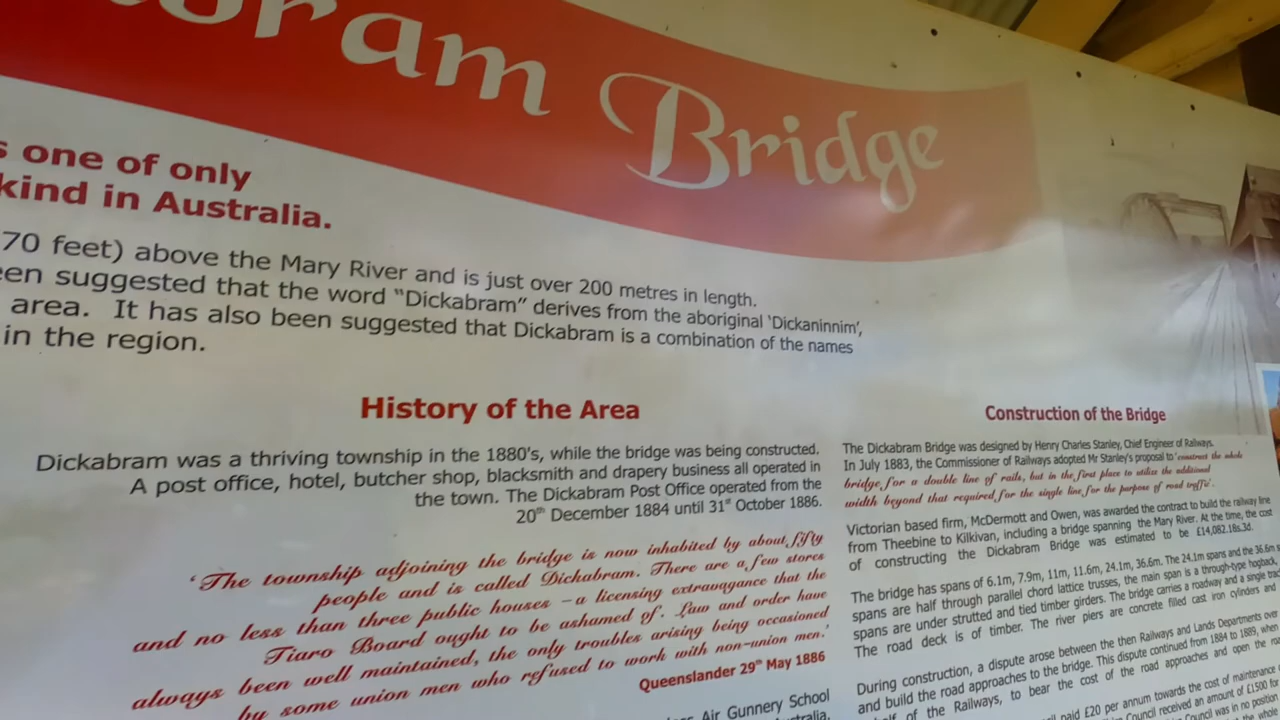 bram Bridge
s one of only
kind in Australia.
70 feet) above the Mary River and is just over 200 metres in length.
een suggested that the word "Dickabram" derives from the aboriginal 'Dickaninnim',
area. It has also been suggested that Dickabram is a combination of the names
in the region.
History of the Area
Dickabram was a thriving township in the 1880's, while the bridge was being constructed.
A post office, hotel, butcher shop, blacksmith and drapery business all operated in
the town. The Dickabram Post Office operated from the
20th December 1884 until 31st October 1886.
'The township adjoining the bridge is now inhabited by about fifty
people and is called Dickabram. There are a few stores
and no less than three public houses – a licensing extravagance that the
Tiaro Board ought to be ashamed of. Law and order have
always been well maintained, the only troubles arising being occasioned
by some union men who refused to work with non-union men.'
Queenslander 29th May 1886
Air Gunnery School
Construction of the Bridge
The Dickabram Bridge was designed by Henry Charles Stanley, Chief Engineer of Railways.
In July 1883, the Commissioner of Railways adopted Mr Stanley's proposal to 'construct the whole
bridge for a double line of rails, but in the first place to utilize the additional
width beyond that required for the single line for the purpose of road traffic'.
Victorian based firm, McDermott and Owen, was awarded the contract to build the railway line
from Theebine to Kilkivan, including a bridge spanning the Mary River. At the time, the cost
of constructing the Dickabram Bridge was estimated to be £14,082.18s.3d.
The bridge has spans of 6.1m, 7.9m, 11m, 11.6m, 24.1m, 36.6m. The 24.1m spans and the 36.6m s
spans are half through parallel chord lattice trusses, the main span is a through-type hogback,
spans are under strutted and tied timber girders. The bridge carries a roadway and a single trac
The road deck is of timber. The river piers are concrete filled cast iron cylinders and
During construction, a dispute arose between the then Railways and Lands Departments over
and build the road approaches to the bridge. This dispute continued from 1884 to 1889, when
of the Railways, to bear the cost of the road approaches and open the roa
paid £20 per annum towards the cost of maintenance
Council received an amount of £1500 for
Council was in no position